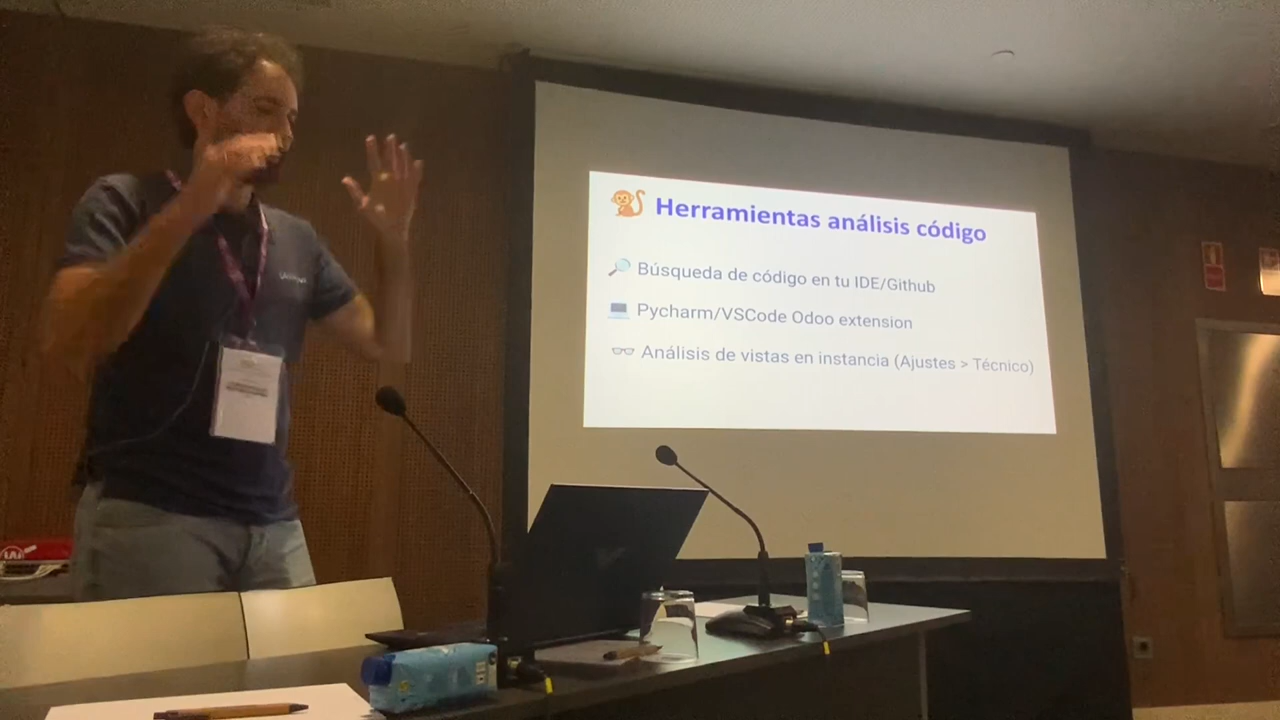 Herramientas análisis código
Búsqueda de código en tu IDE/Github
Pycharm/VSCode Odoo extension
Análisis de vistas en instancia (Ajustes > Técnico)